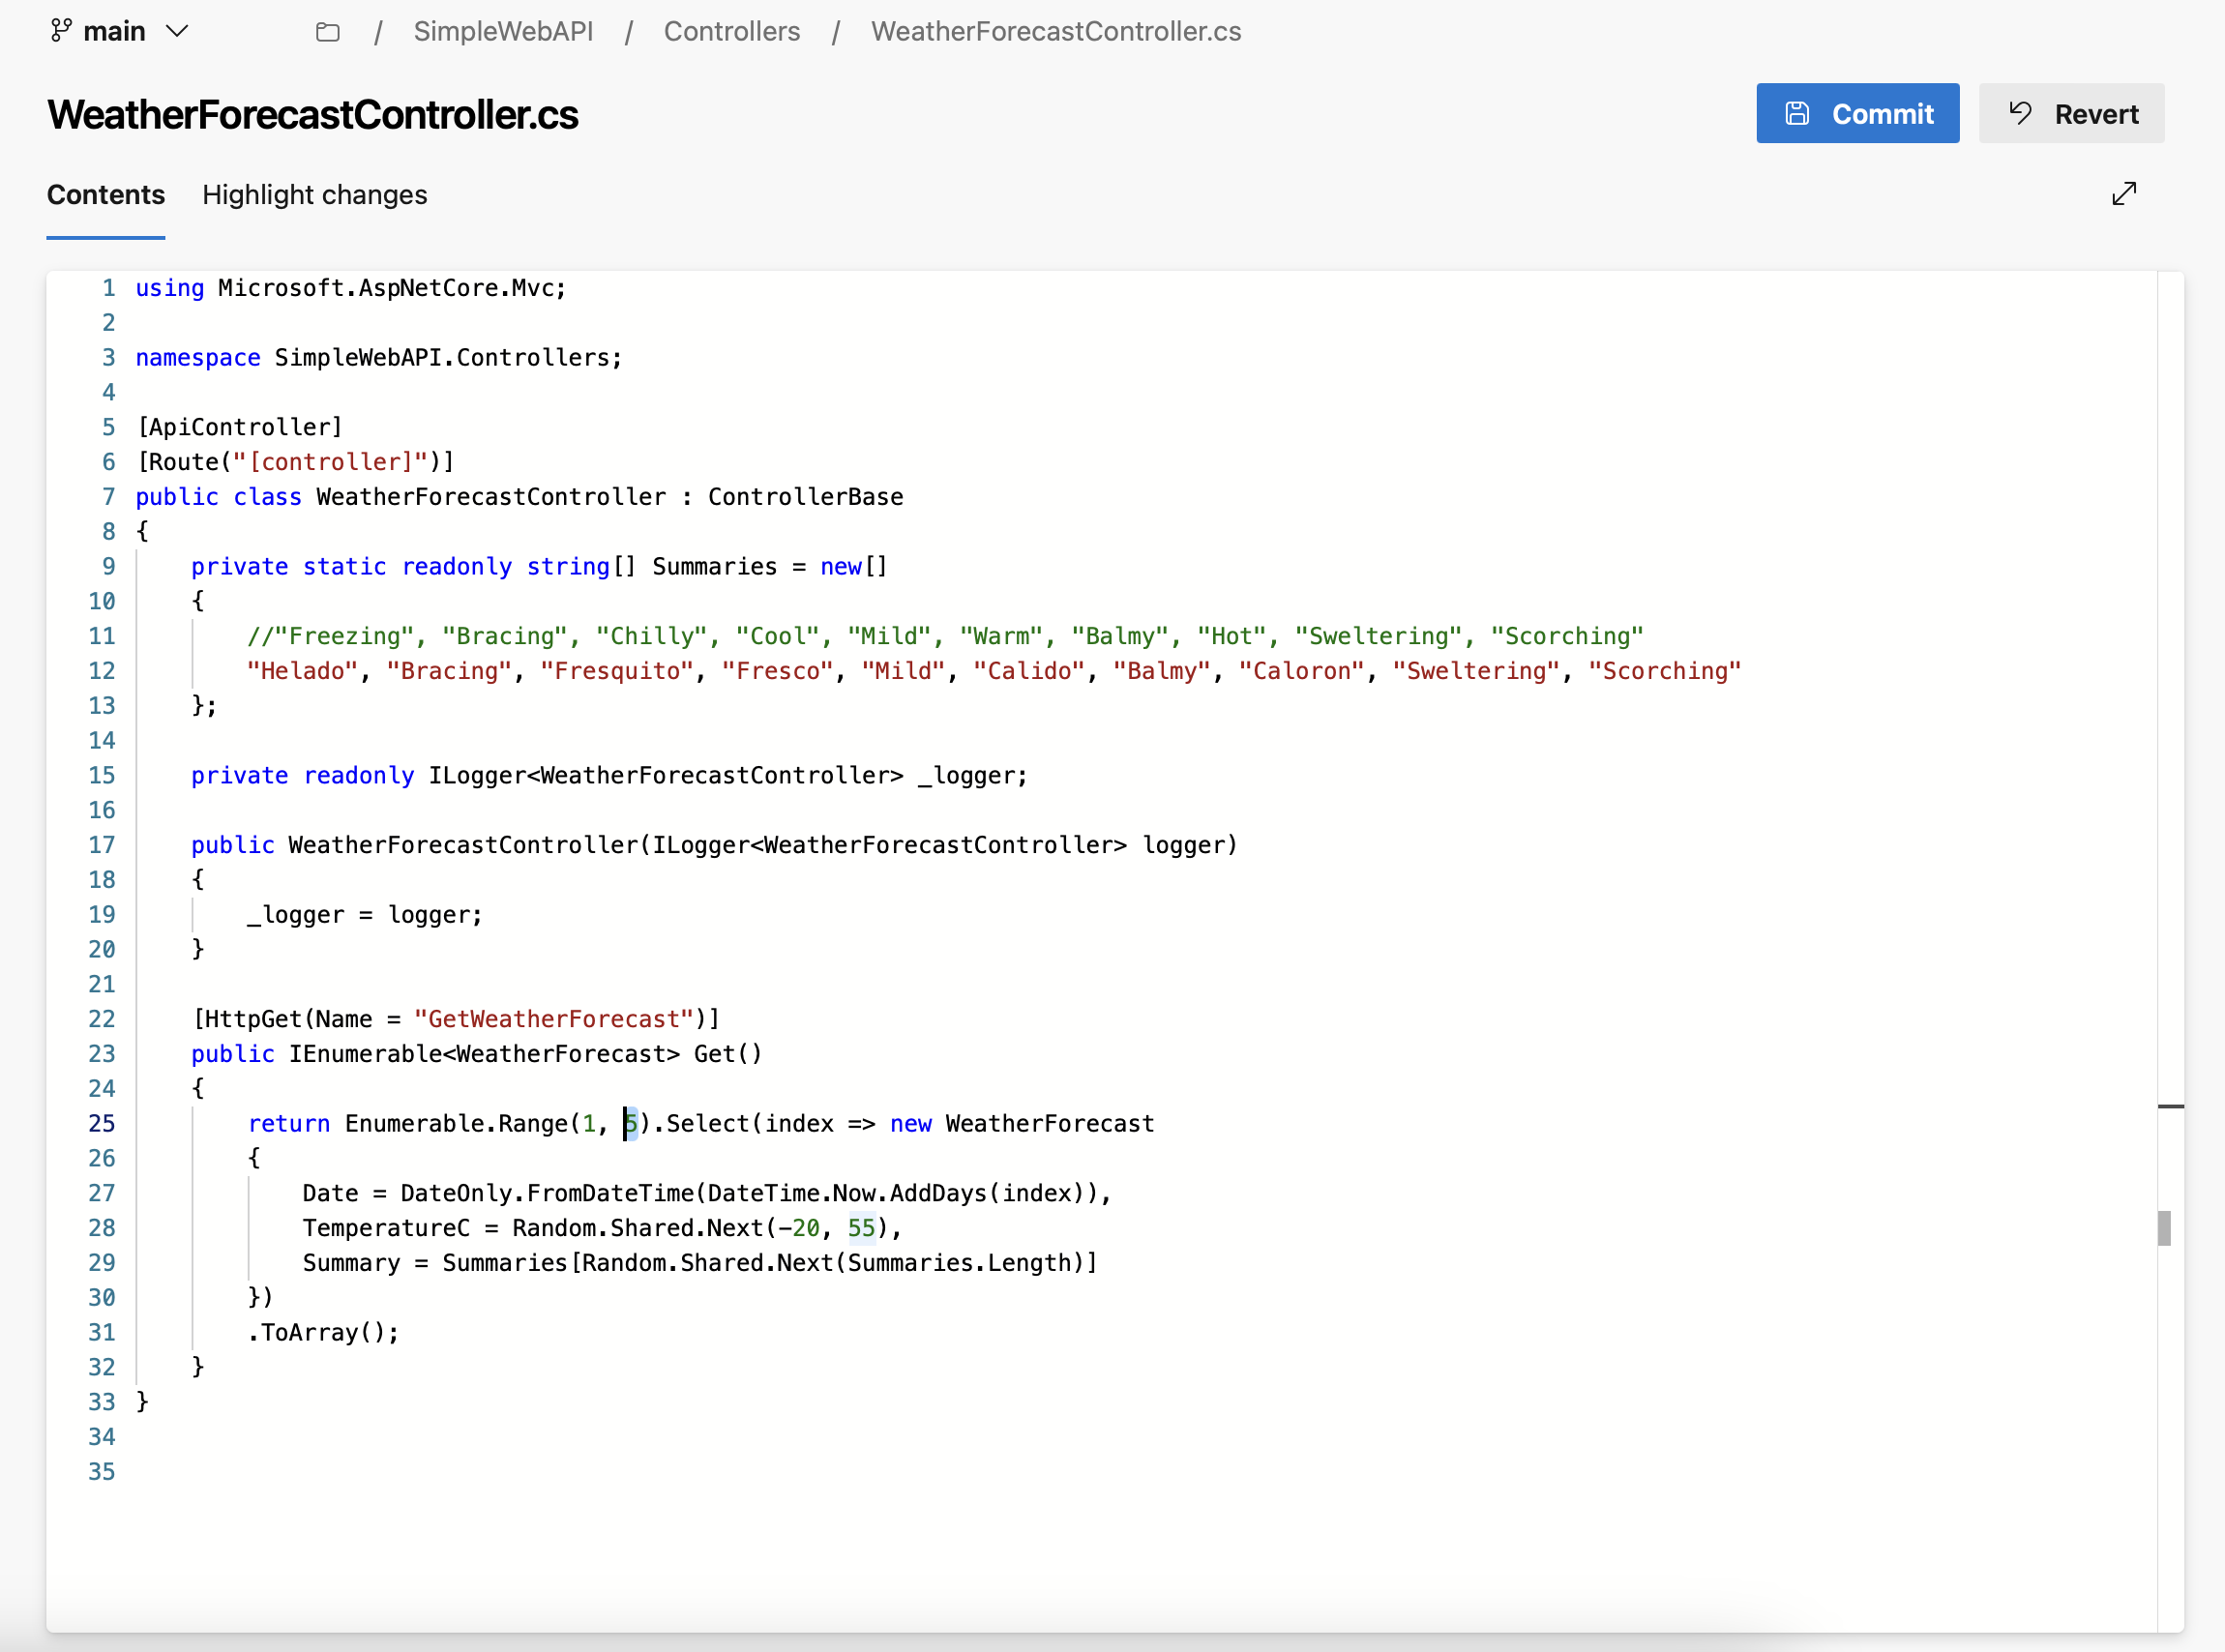 main
/ SimpleWebAPI / Controllers / WeatherForecastController.cs
WeatherForecastController.cs
Commit
Revert
Contents
Highlight changes
1 using Microsoft.AspNetCore.Mvc;
2
3 namespace SimpleWebAPI.Controllers;
4
5 [ApiController]
6 [Route("[controller]")]
7 public class WeatherForecastController : ControllerBase
8 {
9     private static readonly string[] Summaries = new[]
10     {
11         //"Freezing", "Bracing", "Chilly", "Cool", "Mild", "Warm", "Balmy", "Hot", "Sweltering", "Scorching"
12         "Helado", "Bracing", "Fresquito", "Fresco", "Mild", "Calido", "Balmy", "Caloron", "Sweltering", "Scorching"
13     };
14
15     private readonly ILogger<WeatherForecastController> _logger;
16
17     public WeatherForecastController(ILogger<WeatherForecastController> logger)
18     {
19         _logger = logger;
20     }
21
22     [HttpGet(Name = "GetWeatherForecast")]
23     public IEnumerable<WeatherForecast> Get()
24     {
25         return Enumerable.Range(1, 5).Select(index => new WeatherForecast
26         {
27             Date = DateOnly.FromDateTime(DateTime.Now.AddDays(index)),
28             TemperatureC = Random.Shared.Next(-20, 55),
29             Summary = Summaries[Random.Shared.Next(Summaries.Length)]
30         })
31         .ToArray();
32     }
33 }
34
35